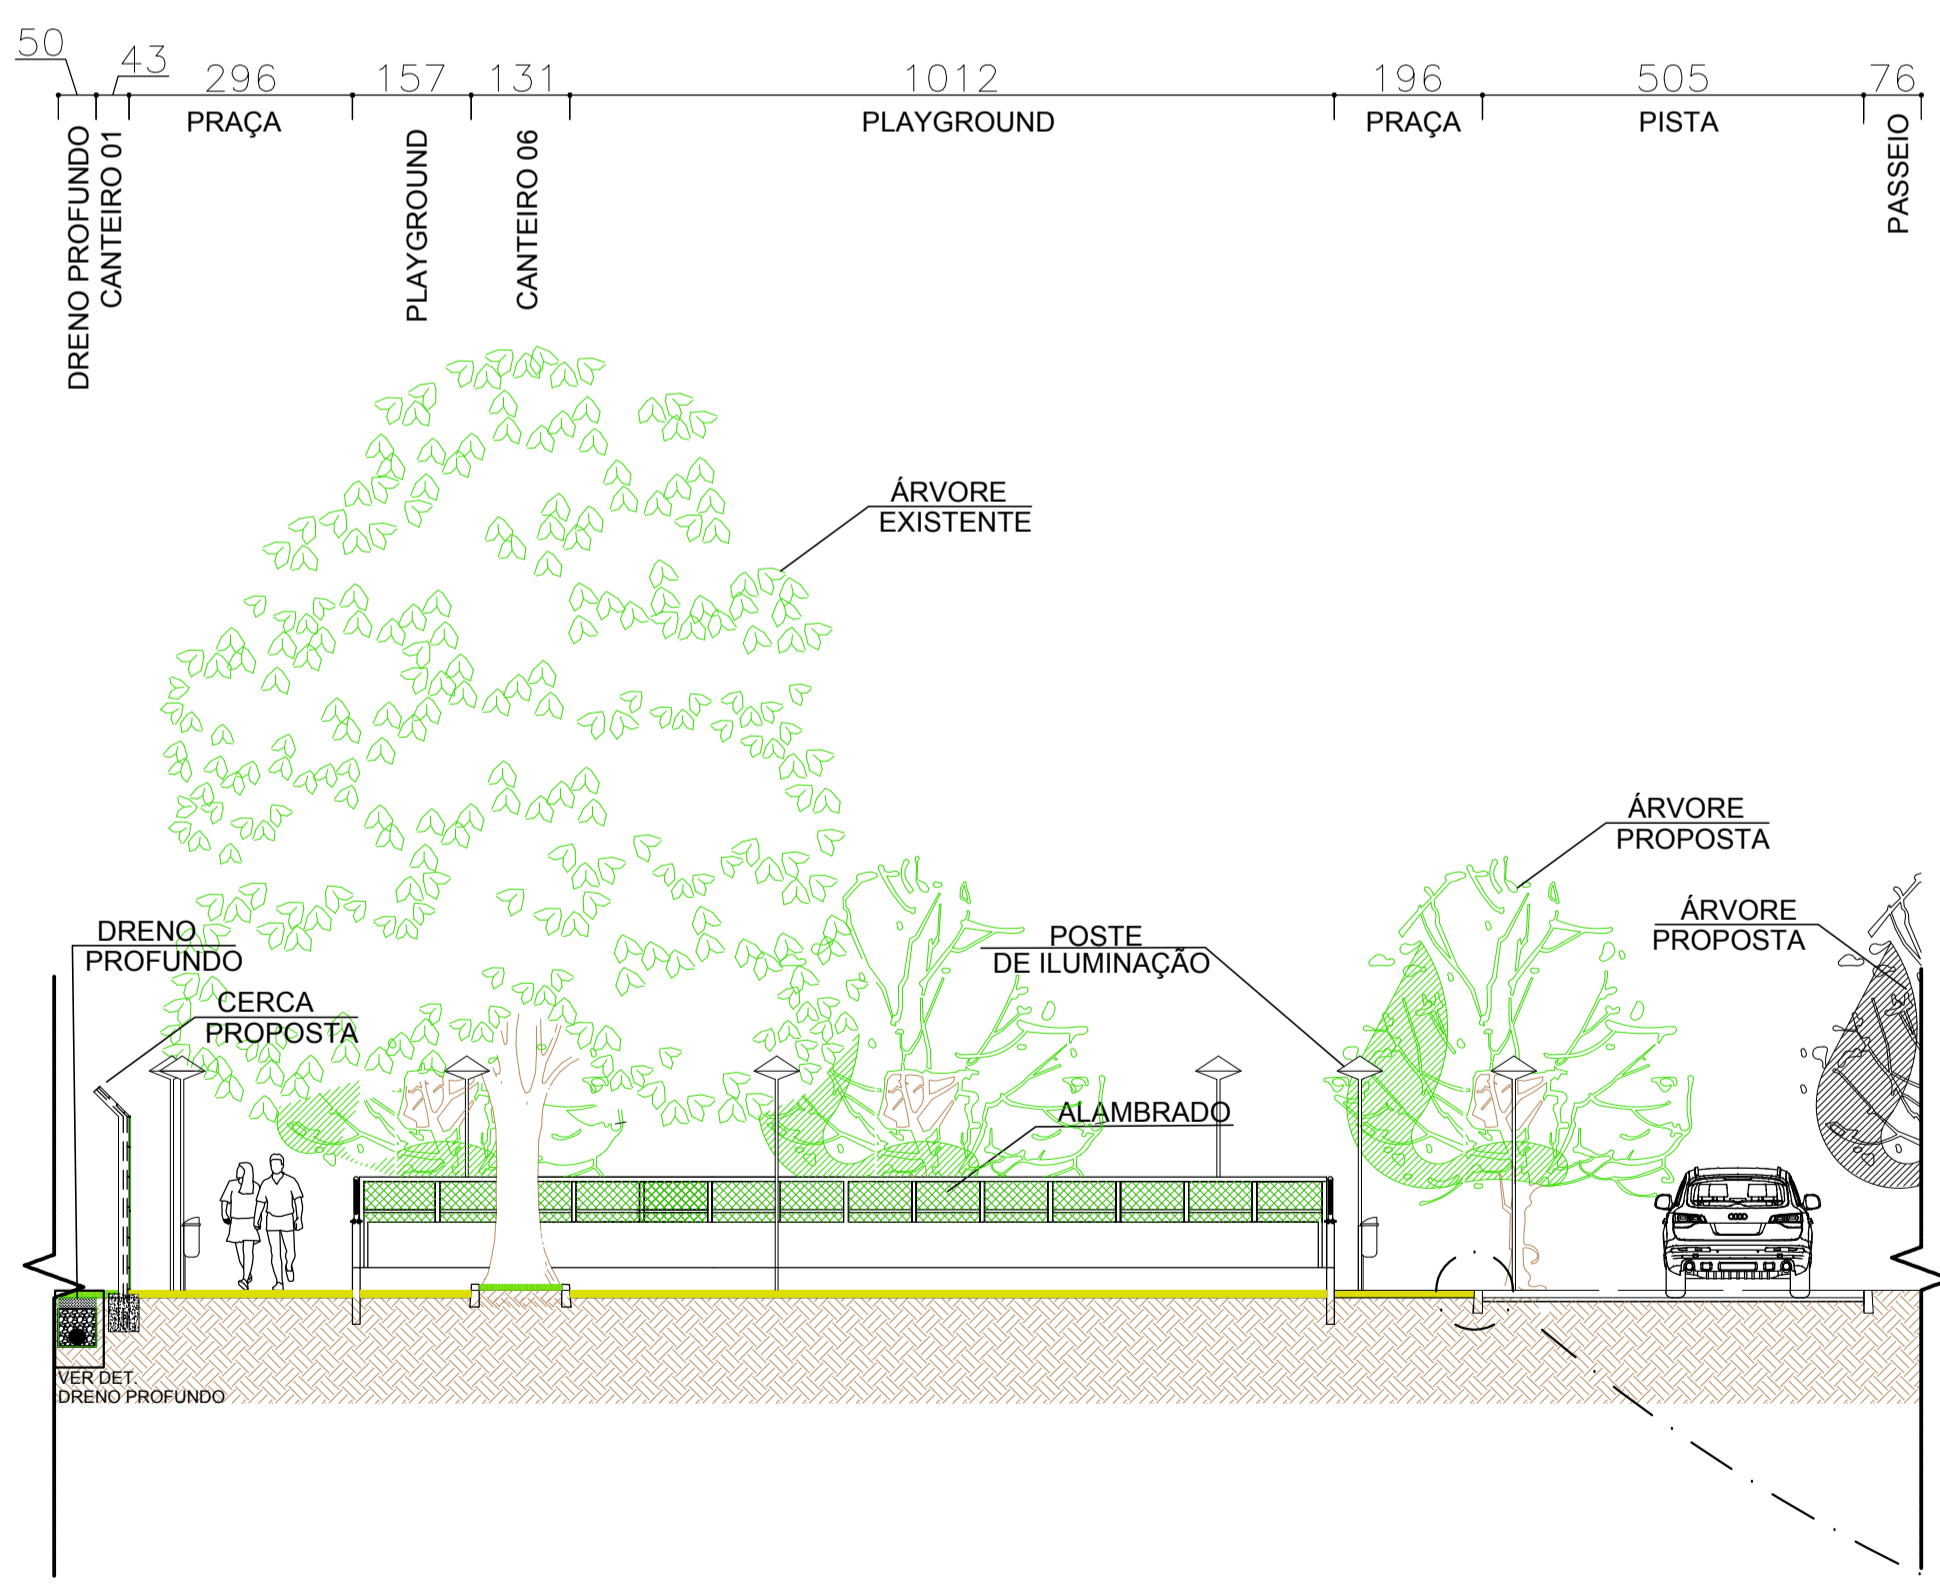 50
43
296
157
131
1012
196
505
76
PRAÇA
PLAYGROUND
PRAÇA
PISTA
DRENO PROFUNDO
CANTEIRO 01
PLAYGROUND
CANTEIRO 06
PASSEIO
ÁRVORE
EXISTENTE
ÁRVORE
PROPOSTA
ÁRVORE
PROPOSTA
DRENO
PROFUNDO
POSTE
DE ILUMINAÇÃO
CERCA
PROPOSTA
ALAMBRADO
VER DET.
DRENO PROFUNDO